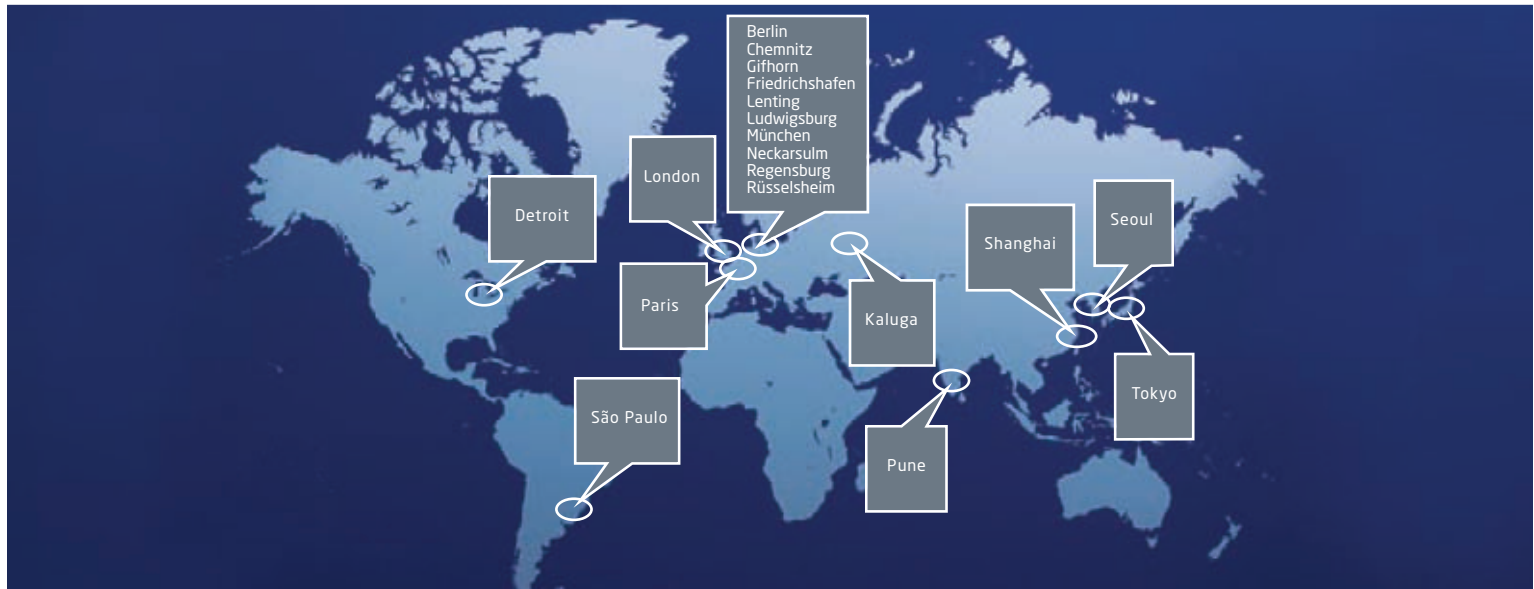 Berlin
Chemnitz
Gifhorn
Friedrichshafen
Lenting
Ludwigsburg
München
Neckarsulm
Regensburg
Rüsselsheim
London
Detroit
Seoul
Shanghai
Paris
Kaluga
Tokyo
São Paulo
Pune